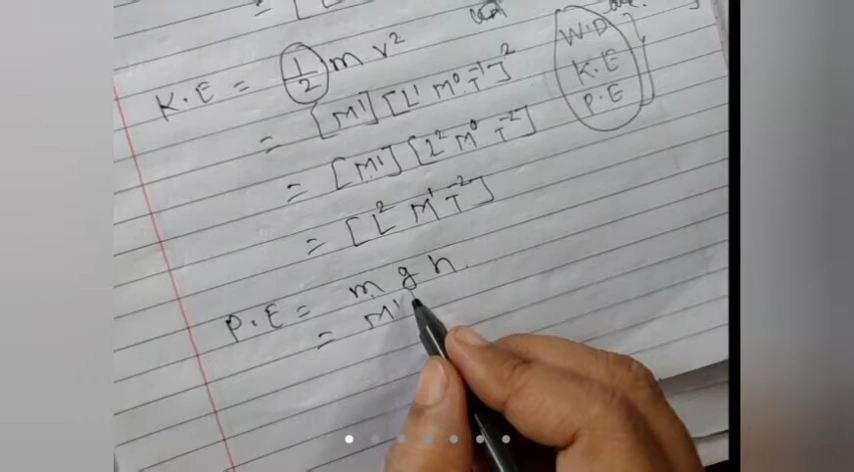 K.E = 1/2 m v²
= [M¹] [L¹ M⁰ T⁻¹]²
= [M¹] [L² M⁰ T⁻²]
= [L² M¹ T⁻²]
P.E = m g h
= M¹
W.D
K.E
P.E